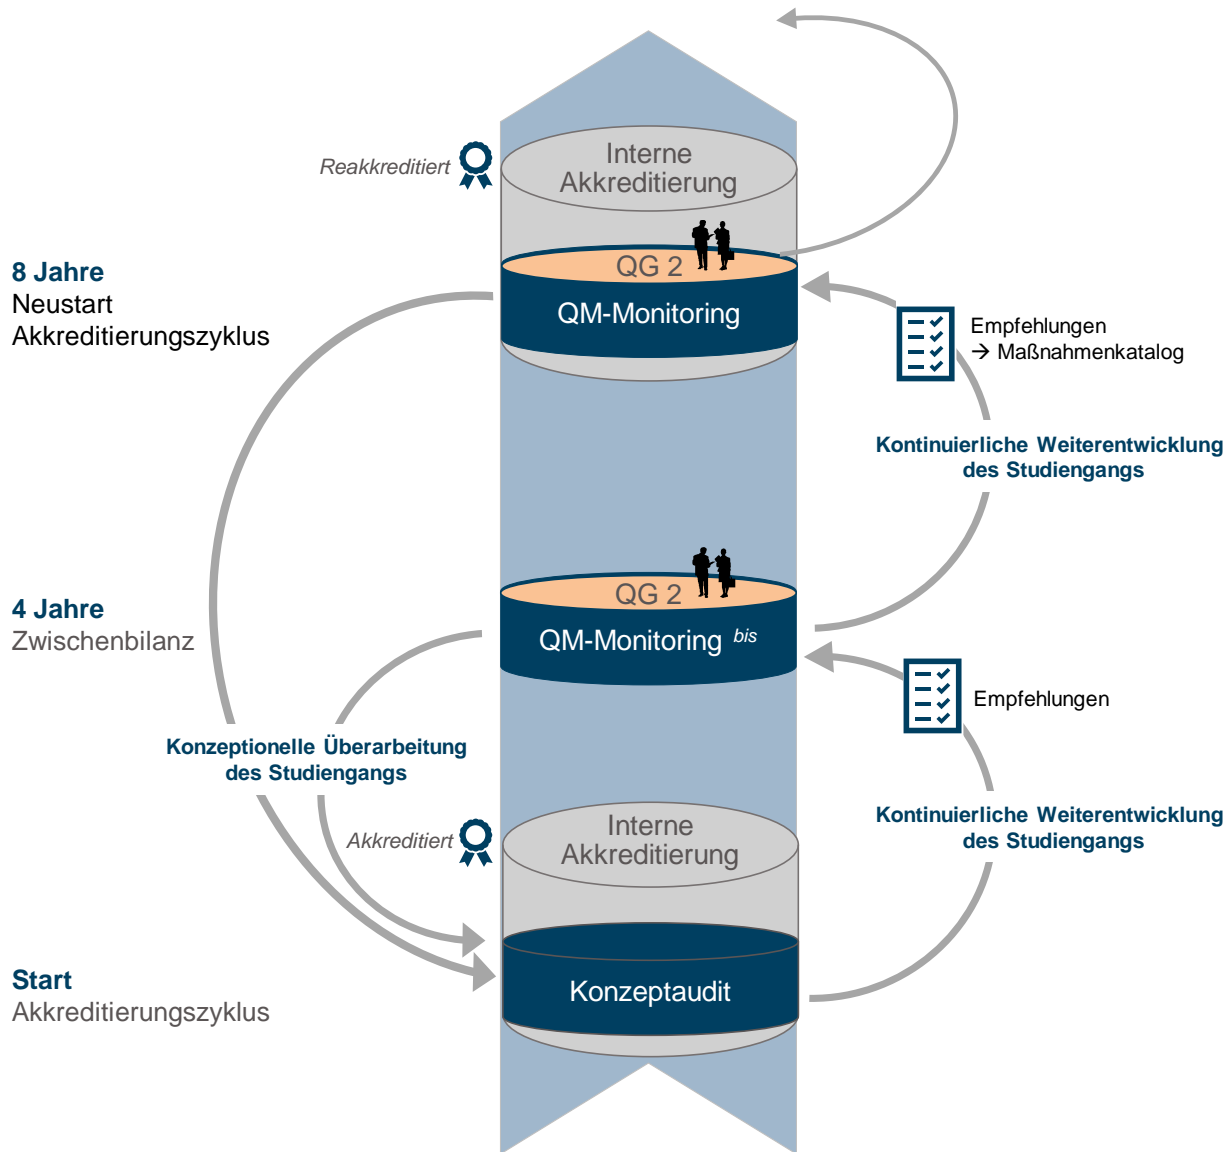 Interne
Akkreditierung
Reakkreditiert
8 Jahre
Neustart
Akkreditierungszyklus
QG 2
QM-Monitoring
Empfehlungen
→ Maßnahmenkatalog
Kontinuierliche Weiterentwicklung
des Studiengangs
4 Jahre
Zwischenbilanz
QG 2
QM-Monitoring bis
Empfehlungen
Konzeptionelle Überarbeitung
des Studiengangs
Kontinuierliche Weiterentwicklung
des Studiengangs
Akkreditiert
Interne
Akkreditierung
Start
Akkreditierungszyklus
Konzeptaudit